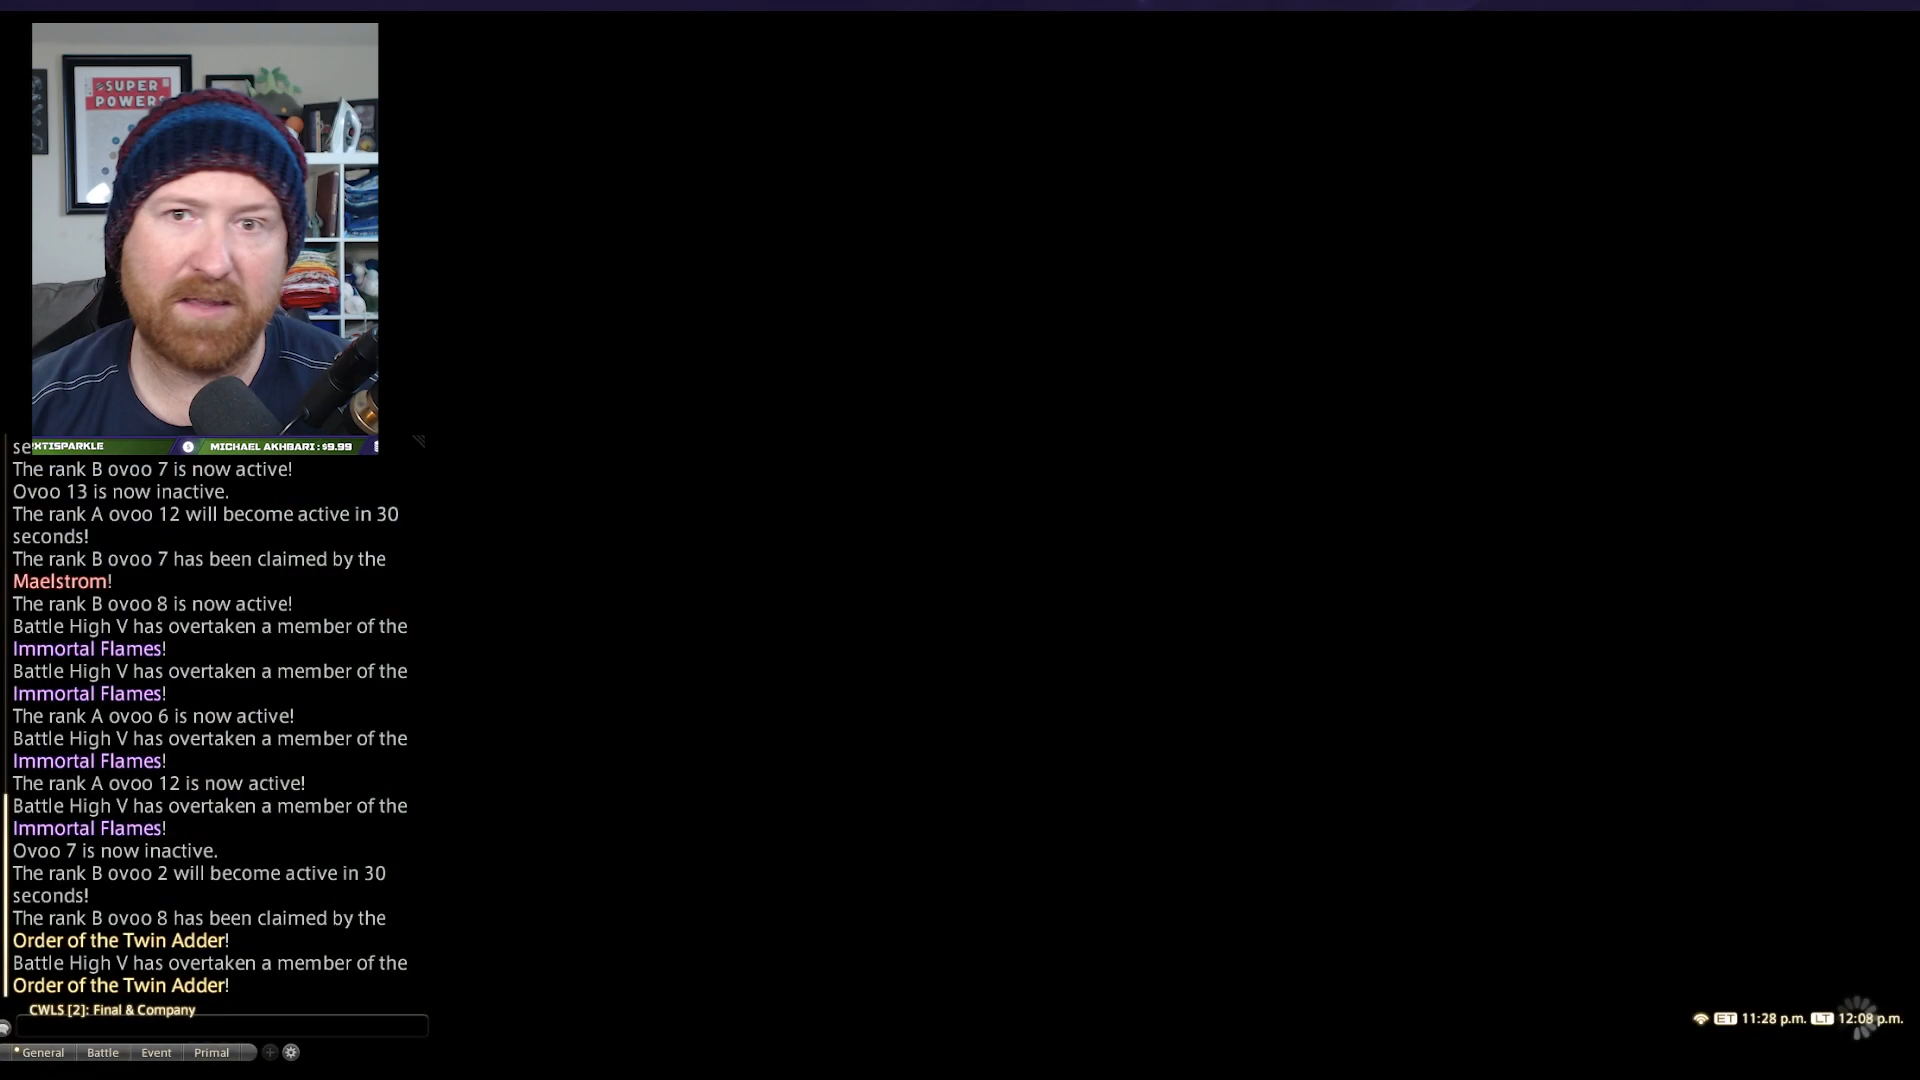 SUPER
POWERS
XTISPARKLE
MICHAEL AKHBARI: $9.99
se
The rank B ovoo 7 is now active!
Ovoo 13 is now inactive.
The rank A ovoo 12 will become active in 30
seconds!
The rank B ovoo 7 has been claimed by the
Maelstrom!
The rank B ovoo 8 is now active!
Battle High V has overtaken a member of the
Immortal Flames!
Battle High V has overtaken a member of the
Immortal Flames!
The rank A ovoo 6 is now active!
Battle High V has overtaken a member of the
Immortal Flames!
The rank A ovoo 12 is now active!
Battle High V has overtaken a member of the
Immortal Flames!
Ovoo 7 is now inactive.
The rank B ovoo 2 will become active in 30
seconds!
The rank B ovoo 8 has been claimed by the
Order of the Twin Adder!
Battle High V has overtaken a member of the
Order of the Twin Adder!
CWLS [2]: Final & Company
General Battle Event Primal
ET 11:28 p.m. LT 12:08 p.m.